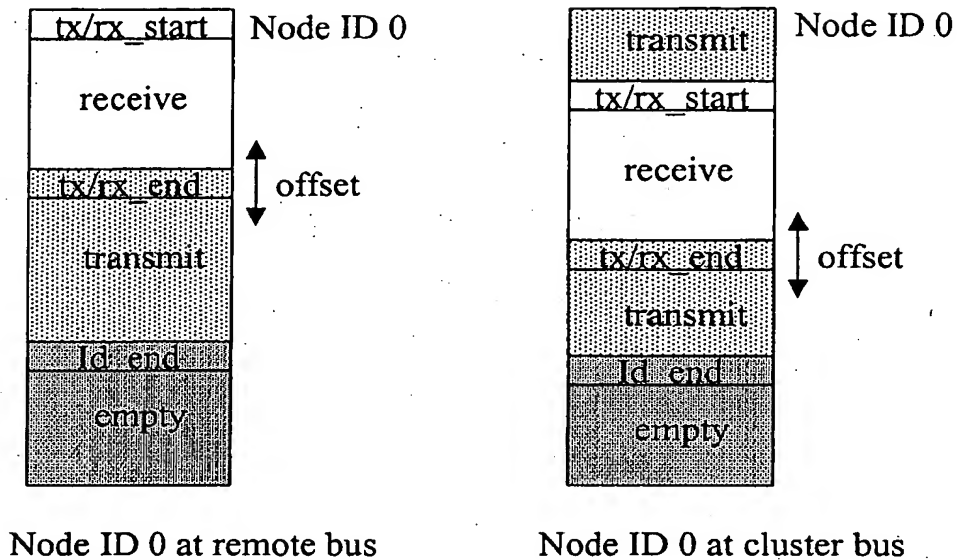 tx/rx_start Node ID 0
receive
tx/rx_end
offset
transmit
Id_end
empty
Node ID 0 at remote bus
transmit Node ID 0
tx/rx_start
receive
tx/rx_end
offset
transmit
Id_end
empty
Node ID 0 at cluster bus